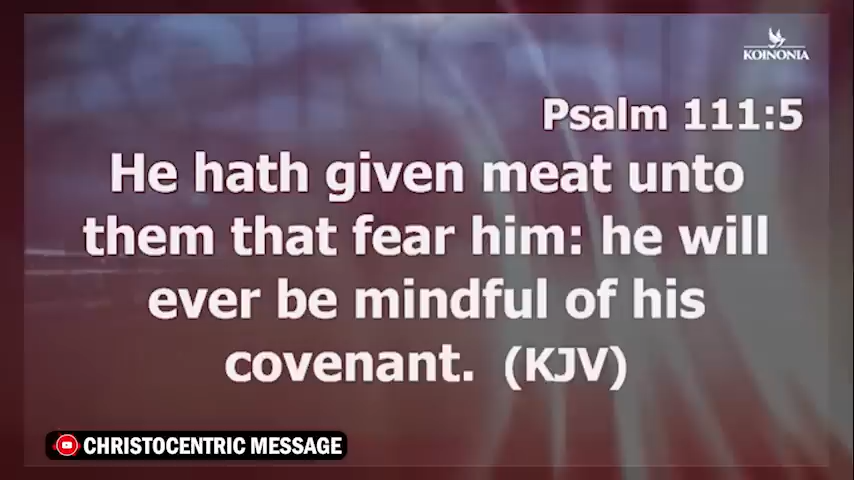 KOINONIA
Psalm 111:5
He hath given meat unto
them that fear him: he will
ever be mindful of his
covenant. (KJV)
CHRISTOCENTRIC MESSAGE